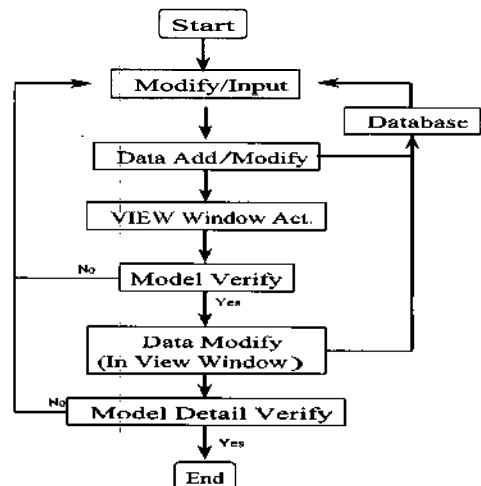 Start
Modify/Input
Database
Data Add/Modify
VIEW Window Act.
No
Model Verify
Yes
Data Modify
(In View Window)
No
Model Detail Verify
Yes
End